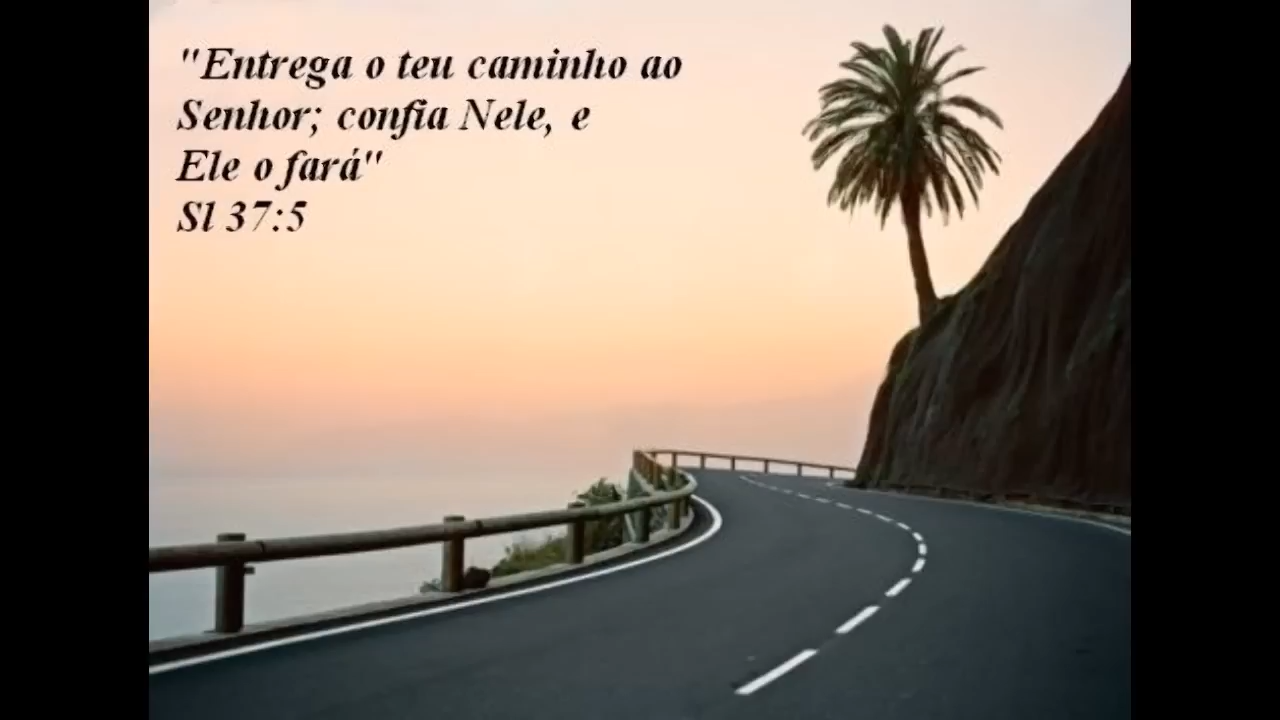 "Entrega o teu caminho ao
Senhor; confia Nele, e
Ele o fará"
Sl 37:5